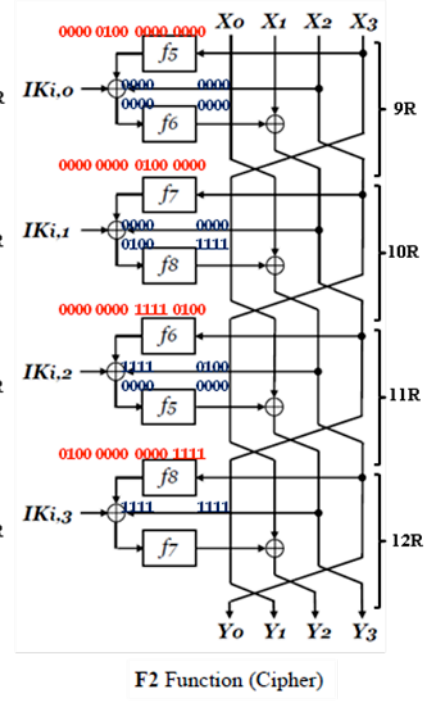 X0 X1 X2 X3
0000 0100 0000 0000
f5
IKi,0 0000 0000
0000 0000
f6
9R
0000 0000 0100 0000
f7
IKi,1 0000 0000
0100 1111
f8
10R
0000 0000 1111 0100
f6
IKi,2 1111 0100
0000 0000
f5
11R
0100 0000 0000 1111
f8
IKi,3 1111 1111
f7
12R
Y0 Y1 Y2 Y3
F2 Function (Cipher)